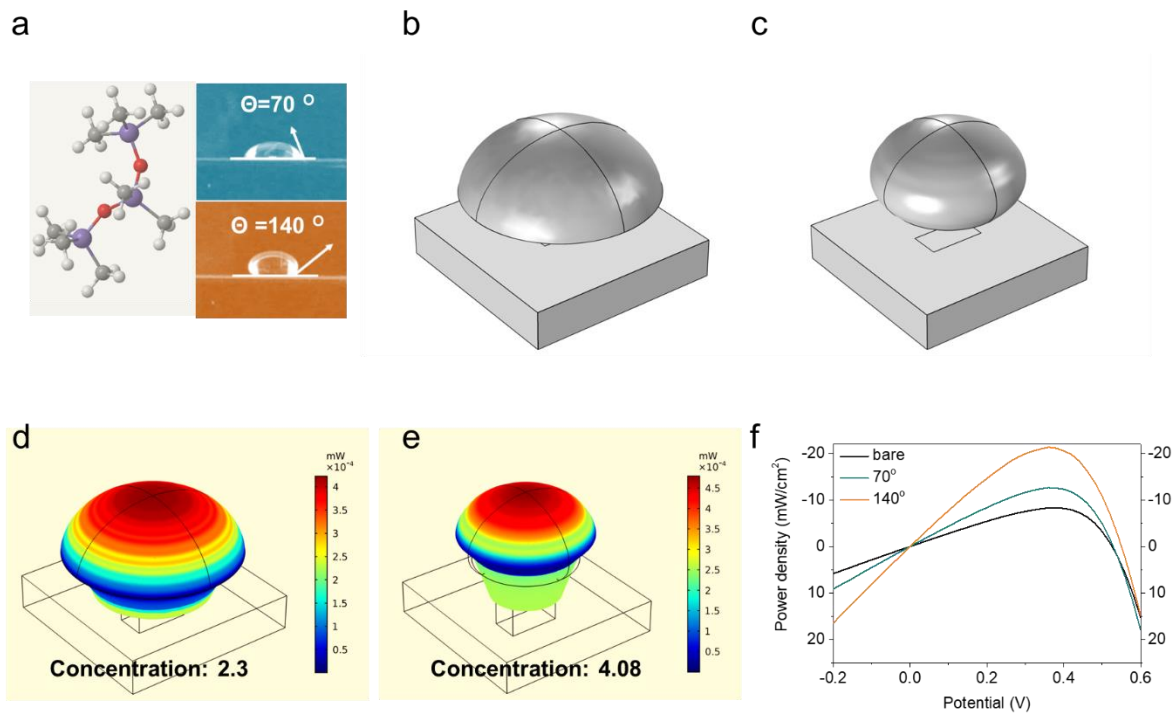 a
b
c
Θ=70 O
Θ =140 O
d
e
f
mW
×10⁻⁴
4
3.5
3
2.5
2
1.5
1
0.5
Concentration: 2.3
mW
×10⁻⁴
4.5
4
3.5
3
2.5
2
1.5
1
0.5
Concentration: 4.08
bare
70°
140°
Power density (mW/cm²)
-20
-10
0
10
20
-20
-10
0
10
20
-0.2
0.0
0.2
0.4
0.6
Potential (V)